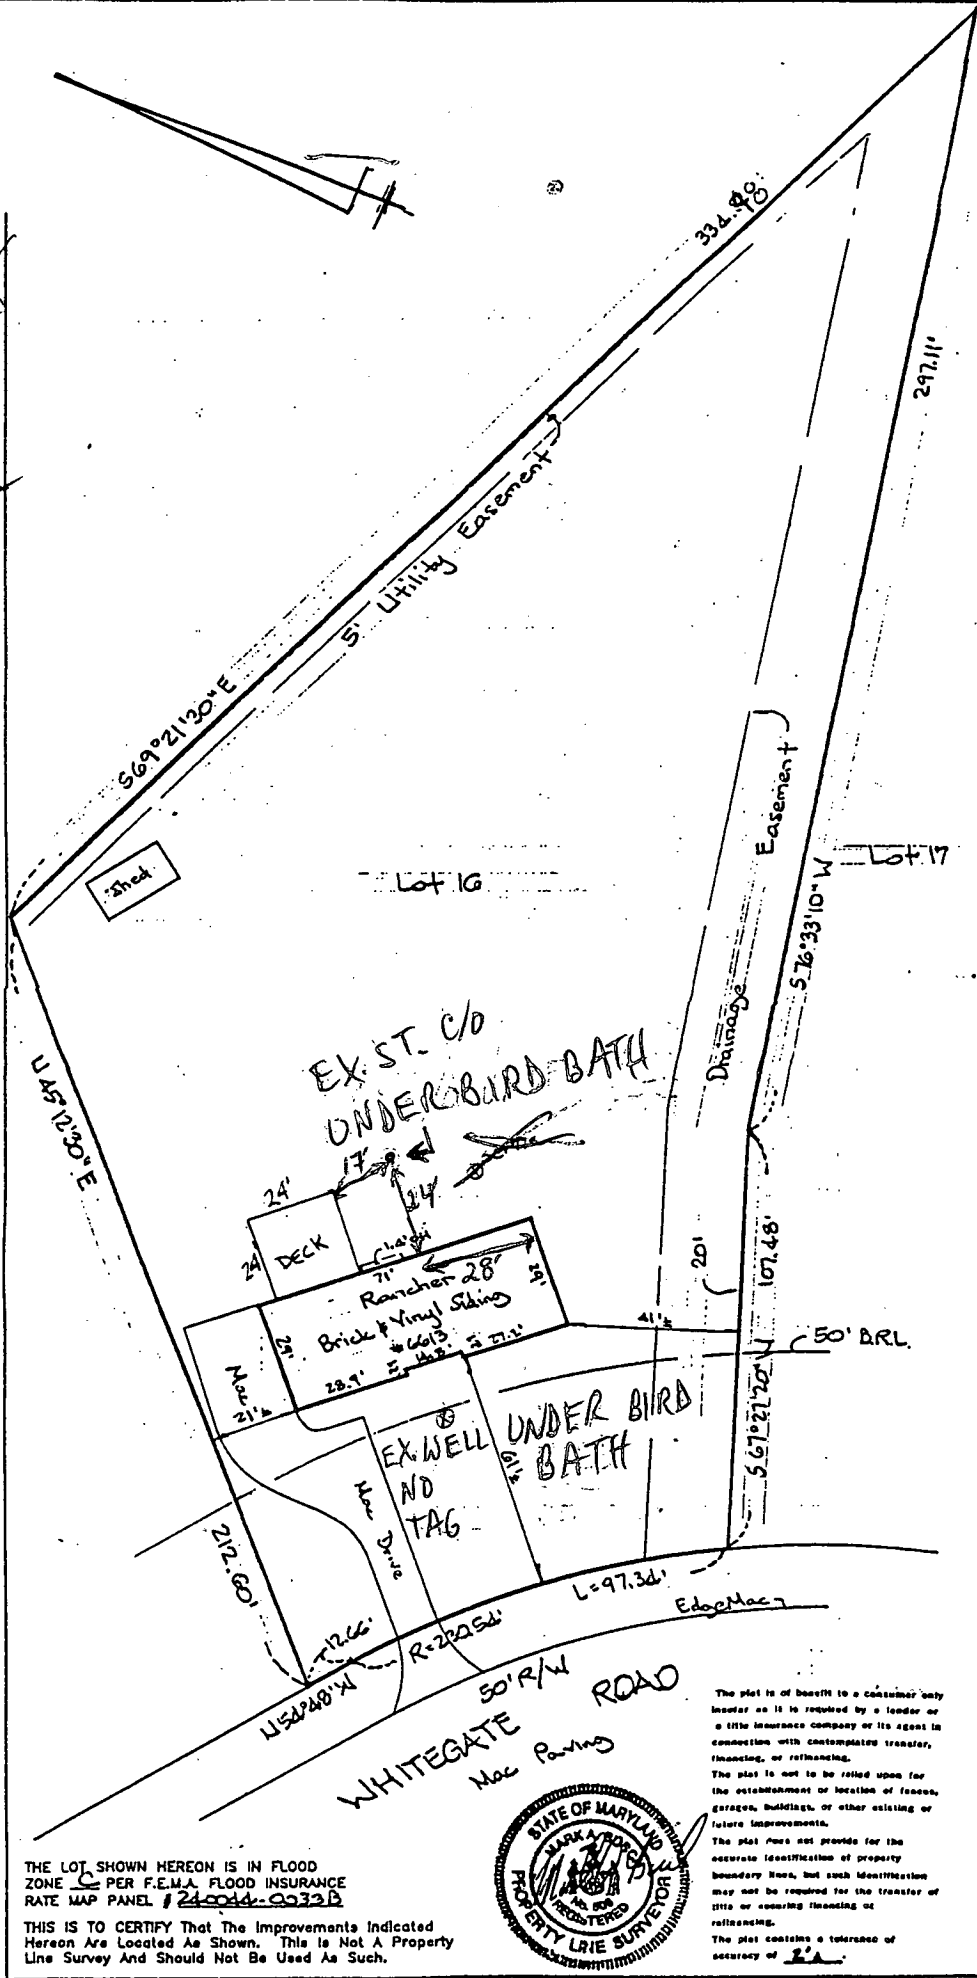 297.11'
5' Utility Easement
S69°21'30"E
Shed
Lot 16
Lot 17
Drainage Easement
S76°33'10"W
N45°12'30"E
EX. ST. C/O
UNDER BIRD BATH
17'
24'
24'
DECK
71'
Rancher
28'
29'
Brick & Vinyl Siding
#6613
29'
28.9'
Mac
21'±
20'
107.48'
41'±
50' B.R.L.
S67°27'20"W
EX. WELL
NO
TAG
UNDER BIRD
BATH
61'±
Mac Drive
212.60'
12.66'
L=97.34'
Edge Mac
50' R/W
WHITEGATE ROAD
Mac Paving
STATE OF MARYLAND
REGISTERED
PROPERTY LINE SURVEYOR
The plat is of benefit to a consumer only
insofar as it is required by a lender or
a title insurance company or its agent in
connection with contemplated transfer,
financing, or refinancing.
The plat is not to be relied upon for
the establishment or location of fences,
garages, buildings, or other existing or
future improvements.
The plat does not provide for the
accurate identification of property
boundary lines, but such identification
may not be required for the transfer of
title or securing financing or
refinancing.
The plat contains a tolerance of
accuracy of 2'±.
THE LOT SHOWN HEREON IS IN FLOOD
ZONE C PER F.E.M.A. FLOOD INSURANCE
RATE MAP PANEL # 240044-0033B
THIS IS TO CERTIFY That The Improvements Indicated
Hereon Are Located As Shown. This Is Not A Property
Line Survey And Should Not Be Used As Such.